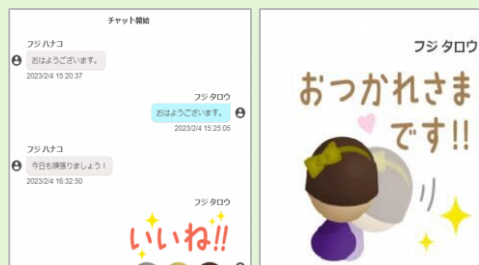 チャット開始
フジ ハナコ
おはようございます。
2023/2/4 15:20:37
フジ タロウ
おはようございます。
2023/2/4 15:25:05
フジ ハナコ
今日も頑張りましょう！
2023/2/4 16:32:50
フジ タロウ
いいね!!
フジ タロウ
おつかれさま
です!!